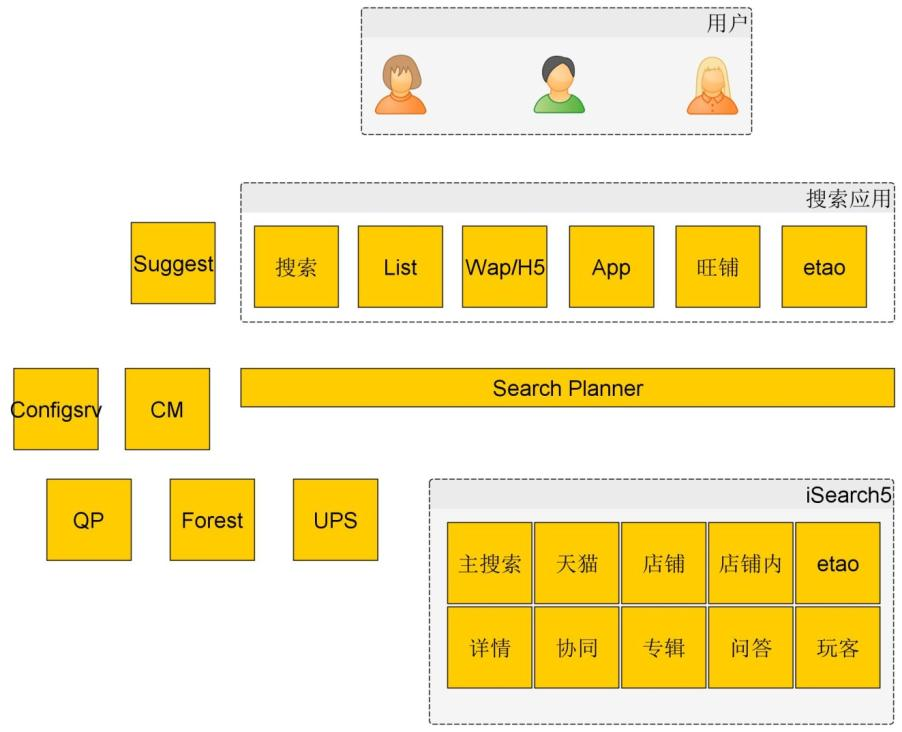 用户
搜索应用
Suggest
搜索
List
Wap/H5
App
旺铺
etao
Configsrv
CM
Search Planner
QP
Forest
UPS
iSearch5
主搜索
天猫
店铺
店铺内
etao
详情
协同
专辑
问答
玩客